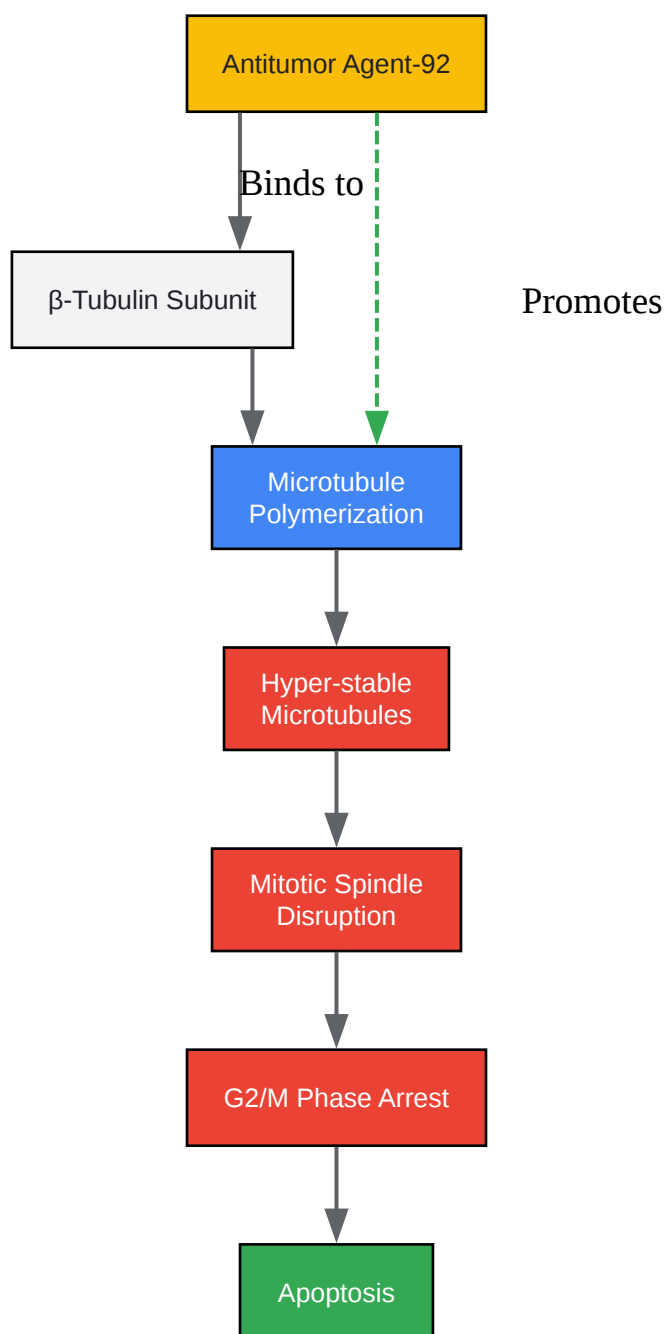 Antitumor Agent-92
Binds to
β-Tubulin Subunit
Promotes
Microtubule
Polymerization
Hyper-stable
Microtubules
Mitotic Spindle
Disruption
G2/M Phase Arrest
Apoptosis